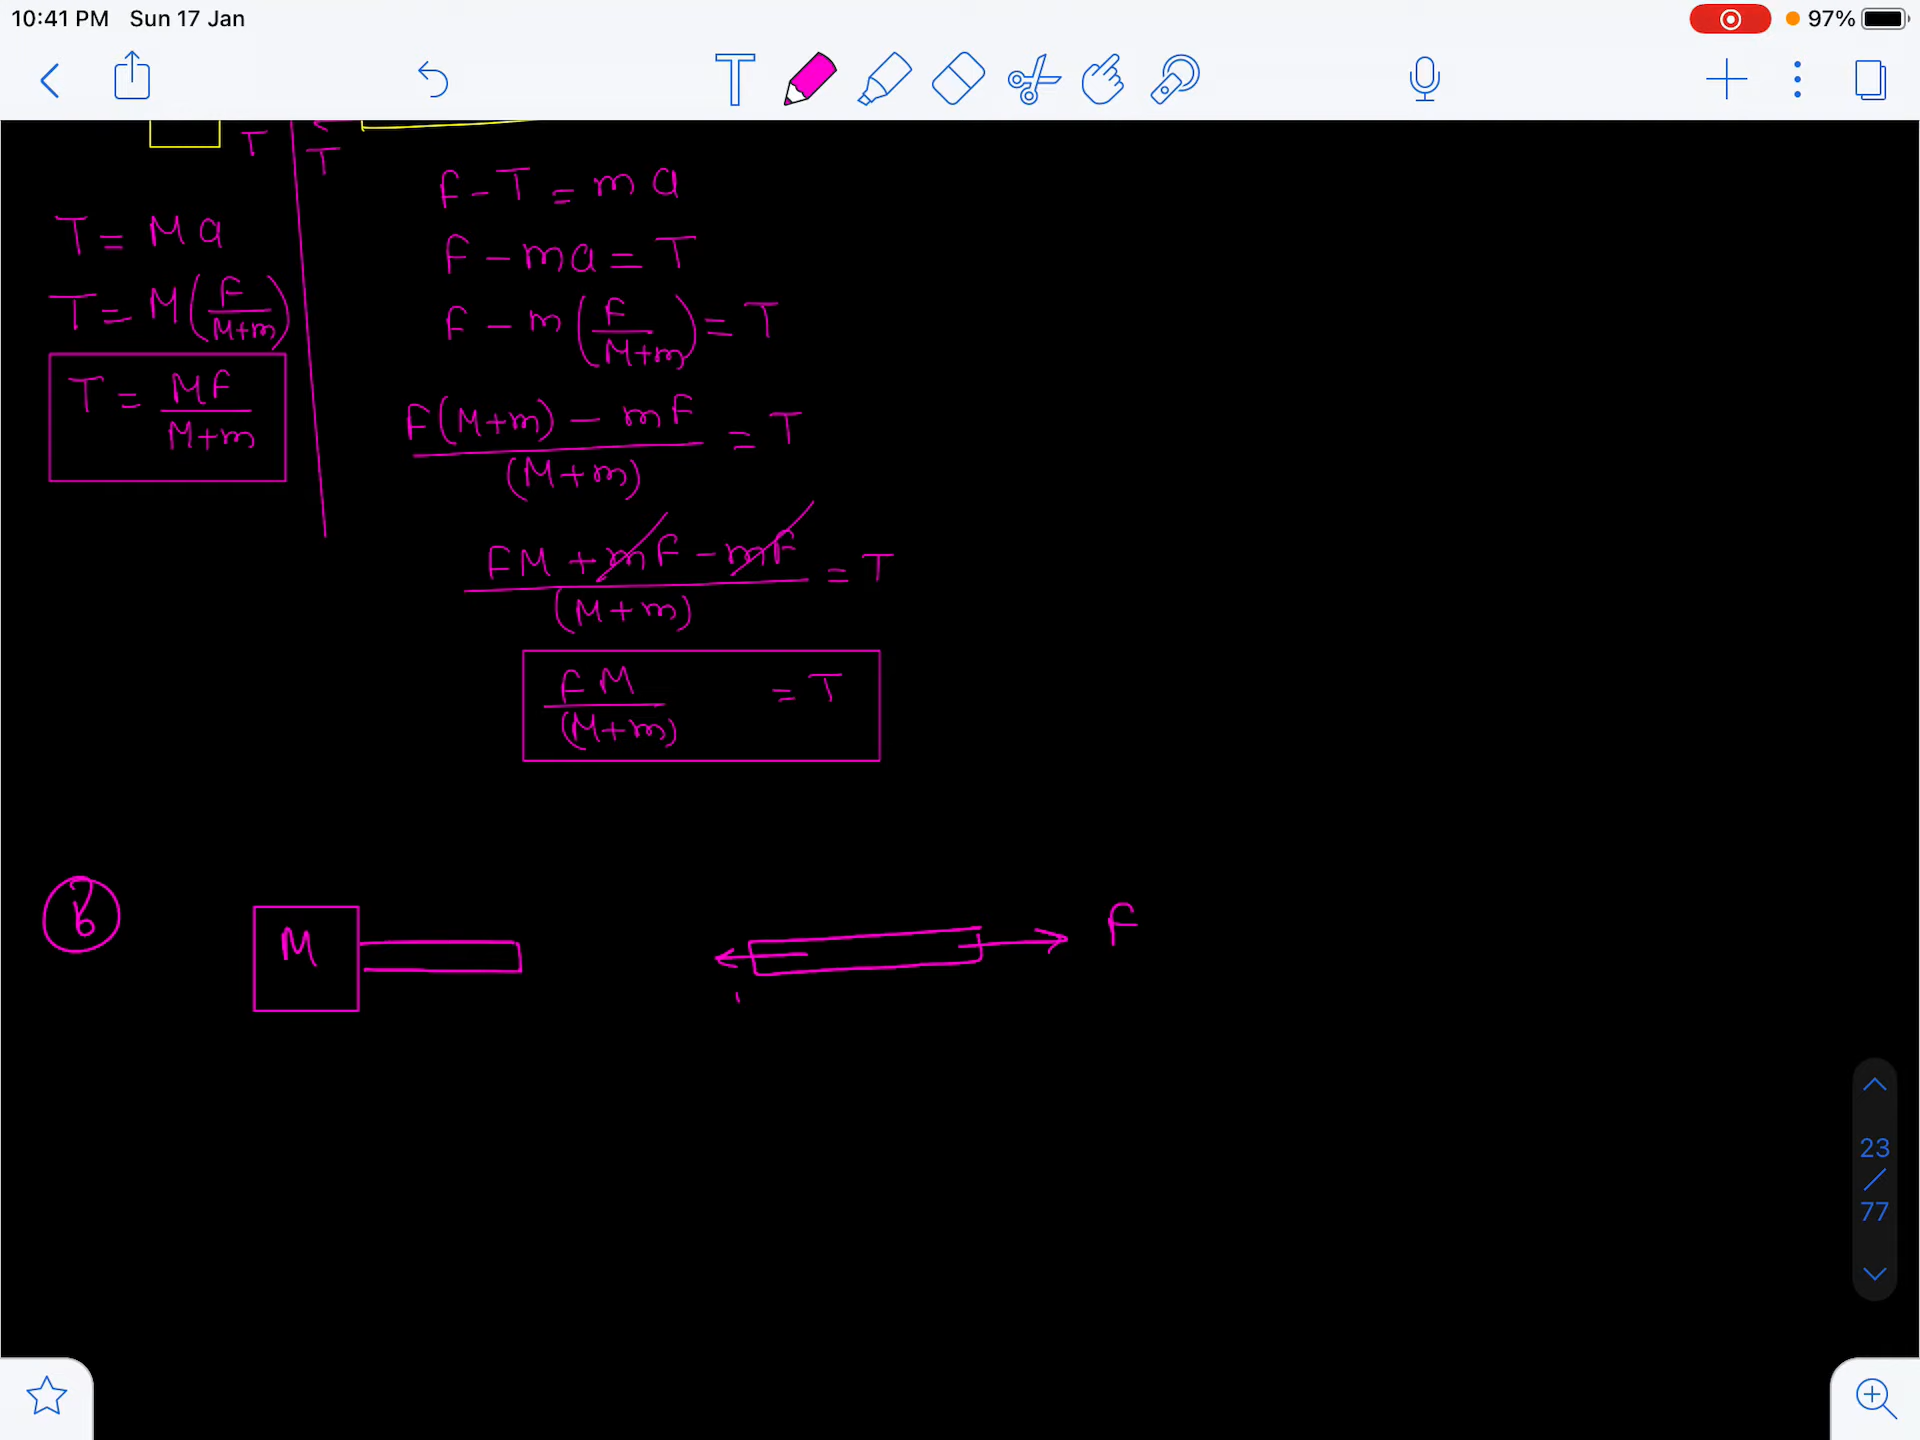 10:41 PM Sun 17 Jan
97%
T
T
T
T = Ma
T = M(F/M+m)
T = MF/M+m
F - T = ma
F - ma = T
F - m(F/M+m) = T
F(M+m) - mF/(M+m) = T
FM + mF - mF/(M+m) = T
FM/(M+m) = T
M
F
23
/
77